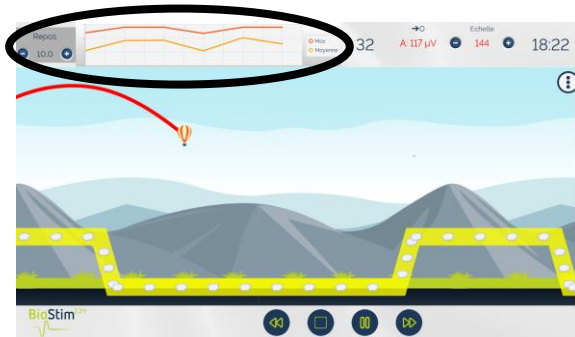 Repos
10.0
Max
Moyenne
32
→0
A: 117 µV
Echelle
144
18:22
BioStim